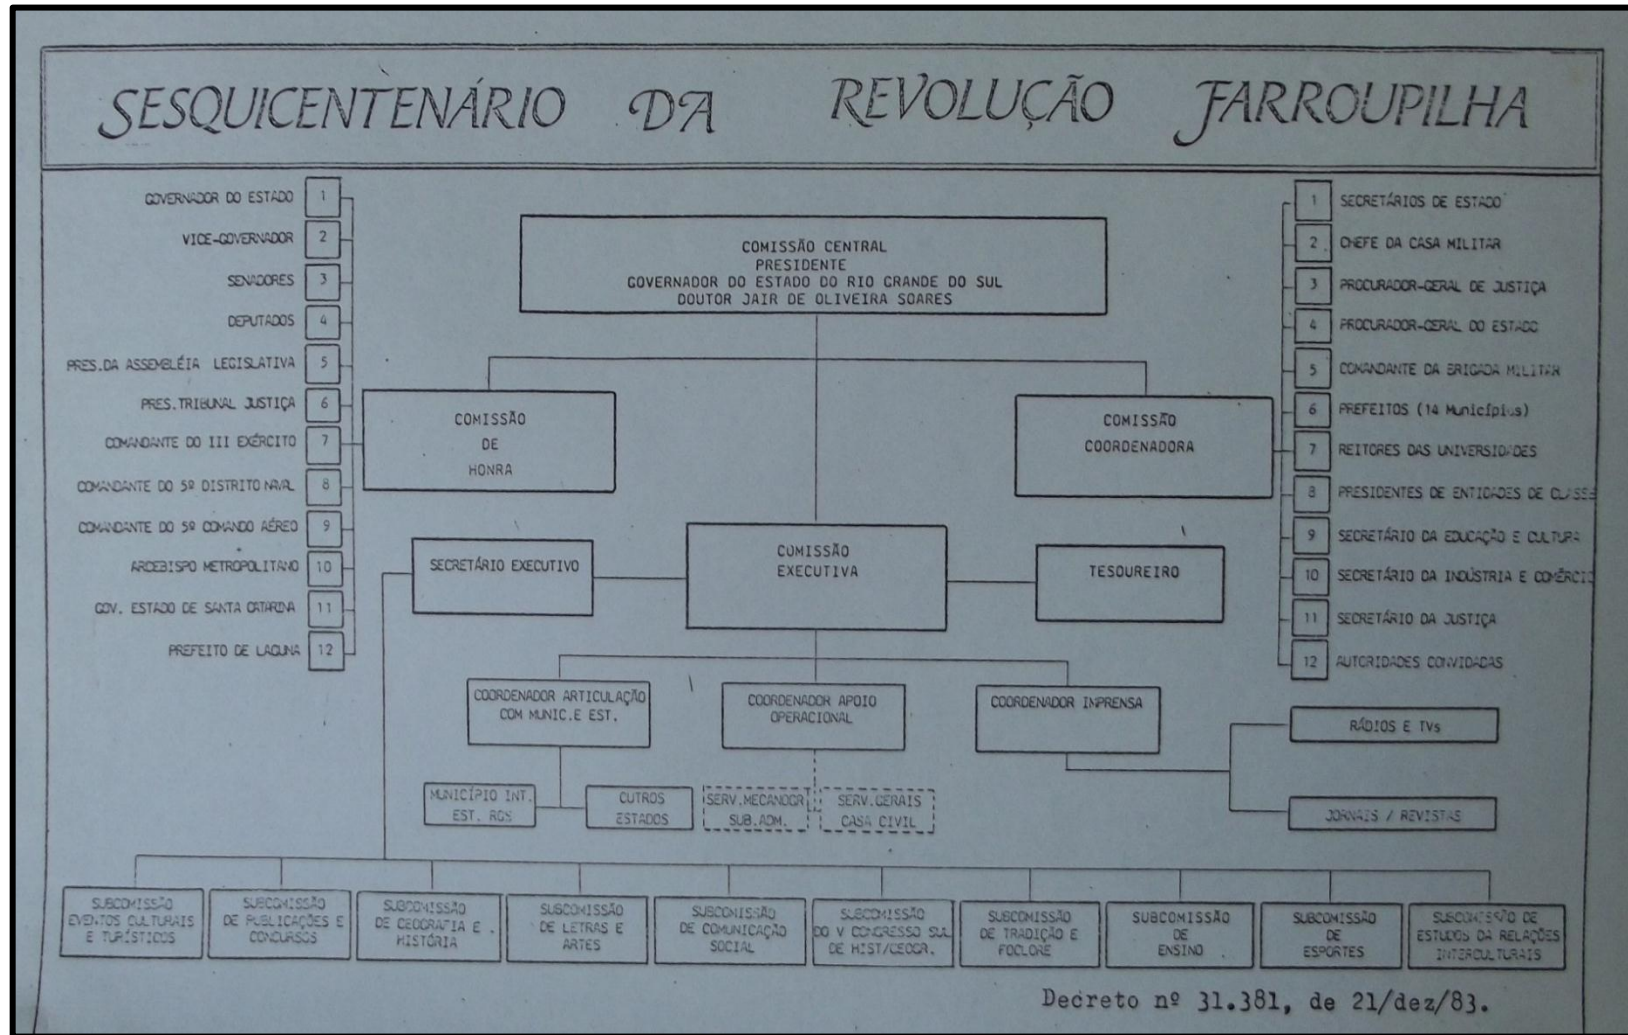 SESQUICENTENÁRIO DA REVOLUÇÃO FARROUPILHA
GOVERNADOR DO ESTADO 1
VICE-GOVERNADOR 2
SENADORES 3
DEPUTADOS 4
PRES.DA ASSEMBLÉIA LEGISLATIVA 5
PRES.TRIBUNAL JUSTIÇA 6
COMANDANTE DO III EXÉRCITO 7
COMANDANTE DO 5º DISTRITO NAVAL 8
COMANDANTE DO 5º COMANDO AÉREO 9
ARCEBISPO METROPOLITANO 10
GOV. ESTADO DE SANTA CATARINA 11
PREFEITO DE LAGUNA 12
COMISSÃO CENTRAL
PRESIDENTE
GOVERNADOR DO ESTADO DO RIO GRANDE DO SUL
DOUTOR JAIR DE OLIVEIRA SOARES
1 SECRETÁRIOS DE ESTADO
2 CHEFE DA CASA MILITAR
3 PROCURADOR-GERAL DE JUSTIÇA
4 PROCURADOR-GERAL DO ESTADO
5 COMANDANTE DA BRIGADA MILITAR
6 PREFEITOS (14 Municípios)
7 REITORES DAS UNIVERSIDADES
8 PRESIDENTES DE ENTIDADES DE CLASSE
9 SECRETÁRIO DA EDUCAÇÃO E CULTURA
10 SECRETÁRIO DA INDÚSTRIA E COMÉRCIO
11 SECRETÁRIO DA JUSTIÇA
12 AUTORIDADES CONVIDADAS
COMISSÃO
DE
HONRA
COMISSÃO
COORDENADORA
SECRETÁRIO EXECUTIVO
COMISSÃO
EXECUTIVA
TESOUREIRO
COORDENADOR ARTICULAÇÃO
COM MUNIC.E EST.
COORDENADOR APOIO
OPERACIONAL
COORDENADOR IMPRENSA
RÁDIOS E TVs
JORNAIS / REVISTAS
MUNICÍPIO INT.
EST. RGS
OUTROS
ESTADOS
SERV.MECANOGR
SUB.ADM.
SERV.GERAIS
CASA CIVIL
SUBCOMISSÃO
EVENTOS CULTURAIS
E TURÍSTICOS
SUBCOMISSÃO
DE PUBLICAÇÕES E
CONCURSOS
SUBCOMISSÃO
DE GEOGRAFIA E
HISTÓRIA
SUBCOMISSÃO
DE LETRAS E
ARTES
SUBCOMISSÃO
DE COMUNICAÇÃO
SOCIAL
SUBCOMISSÃO
DO V CONGRESSO SUL
DE HIST/GEOGR.
SUBCOMISSÃO
DE TRADIÇÃO E
FOCLORE
SUBCOMISSÃO
DE
ENSINO
SUBCOMISSÃO
DE
ESPORTES
SUBCOMISSÃO DE
ESTUDOS DA RELAÇÕES
INTERCULTURAIS
Decreto nº 31.381, de 21/dez/83.